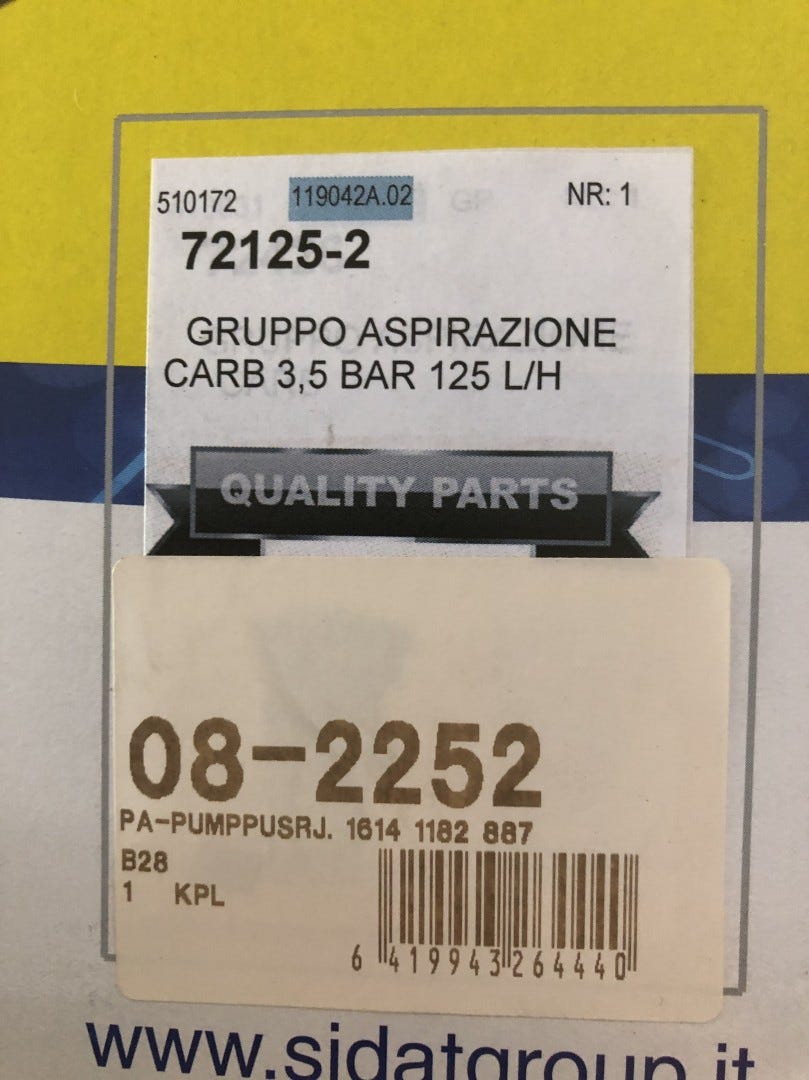 510172 119042A.02 NR: 1
72125-2
GRUPPO ASPIRAZIONE
CARB 3,5 BAR 125 L/H
QUALITY PARTS
08-2252
PA-PUMPPUSRJ. 1614 1182 887
B28
1 KPL
6 419943 264440
www.sidatgroup.it